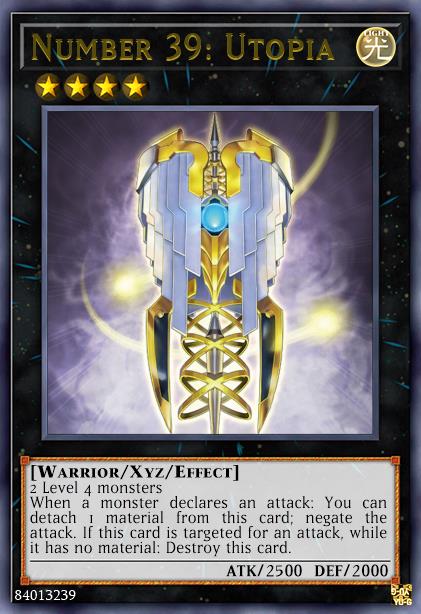 Number 39: Utopia
LIGHT
光
[Warrior/Xyz/Effect]
2 Level 4 monsters
When a monster declares an attack: You can
detach 1 material from this card; negate the
attack. If this card is targeted for an attack, while
it has no material: Destroy this card.
ATK/2500 DEF/2000
84013239